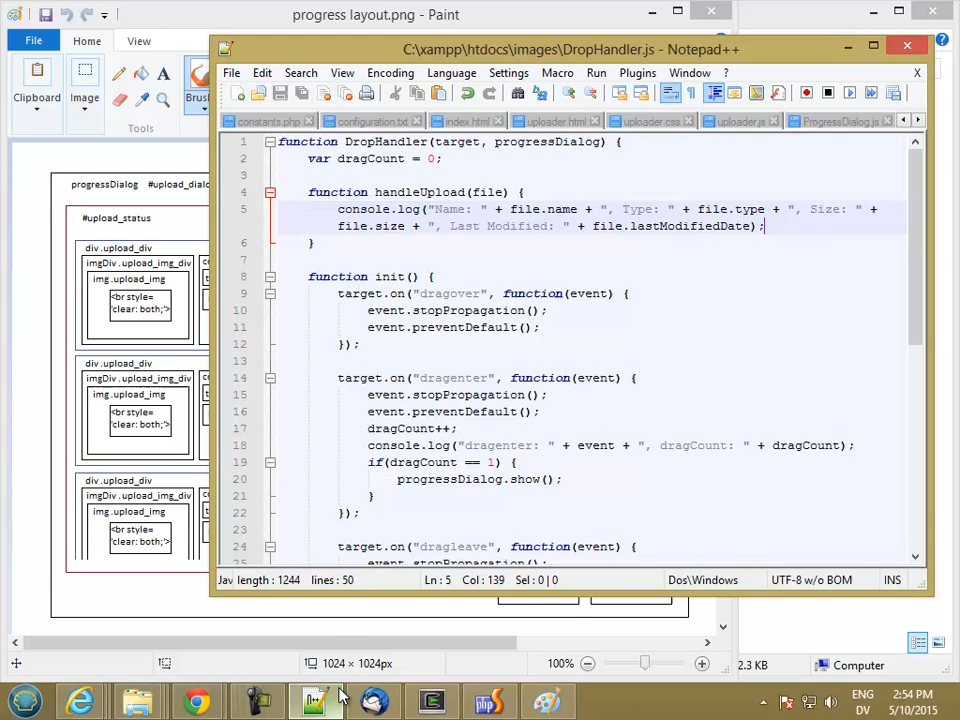 progress layout.png - Paint
File
Home
View
Clipboard
Image
Tools
Brush
C:\xampp\htdocs\images\DropHandler.js - Notepad++
File Edit Search View Encoding Language Settings Macro Run Plugins Window ? X
constants.php configuration.txt index.html uploader.html uploader.css uploader.js ProgressDialog.js
1 function DropHandler(target, progressDialog) {
2 var dragCount = 0;
3
4 function handleUpload(file) {
5 console.log("Name: " + file.name + ", Type: " + file.type + ", Size: " +
file.size + ", Last Modified: " + file.lastModifiedDate);
6 }
7
8 function init() {
9 target.on("dragover", function(event) {
10 event.stopPropagation();
11 event.preventDefault();
12 });
13
14 target.on("dragenter", function(event) {
15 event.stopPropagation();
16 event.preventDefault();
17 dragCount++;
18 console.log("dragenter: " + event + ", dragCount: " + dragCount);
19 if(dragCount == 1) {
20 progressDialog.show();
21 }
22 });
23
24 target.on("dragleave", function(event) {
25 event.stopPropagation();
length : 1244 lines : 50 Ln : 5 Col : 139 Sel : 0 | 0 Dos\Windows UTF-8 w/o BOM INS
progressDialog #upload_dialo
#upload_status
div .upload_div
imgDiv .upload_img_div
img .upload_img
<br style=
'clear: both;'>
div .upload_div
imgDiv .upload_img_div
img .upload_img
<br style=
'clear: both;'>
div .upload_div
imgDiv .upload_img_div
img .upload_img
<br style=
'clear: both;'>
1024 × 1024px
100%
2.3 KB
Computer
ENG
DV
2:54 PM
5/10/2015